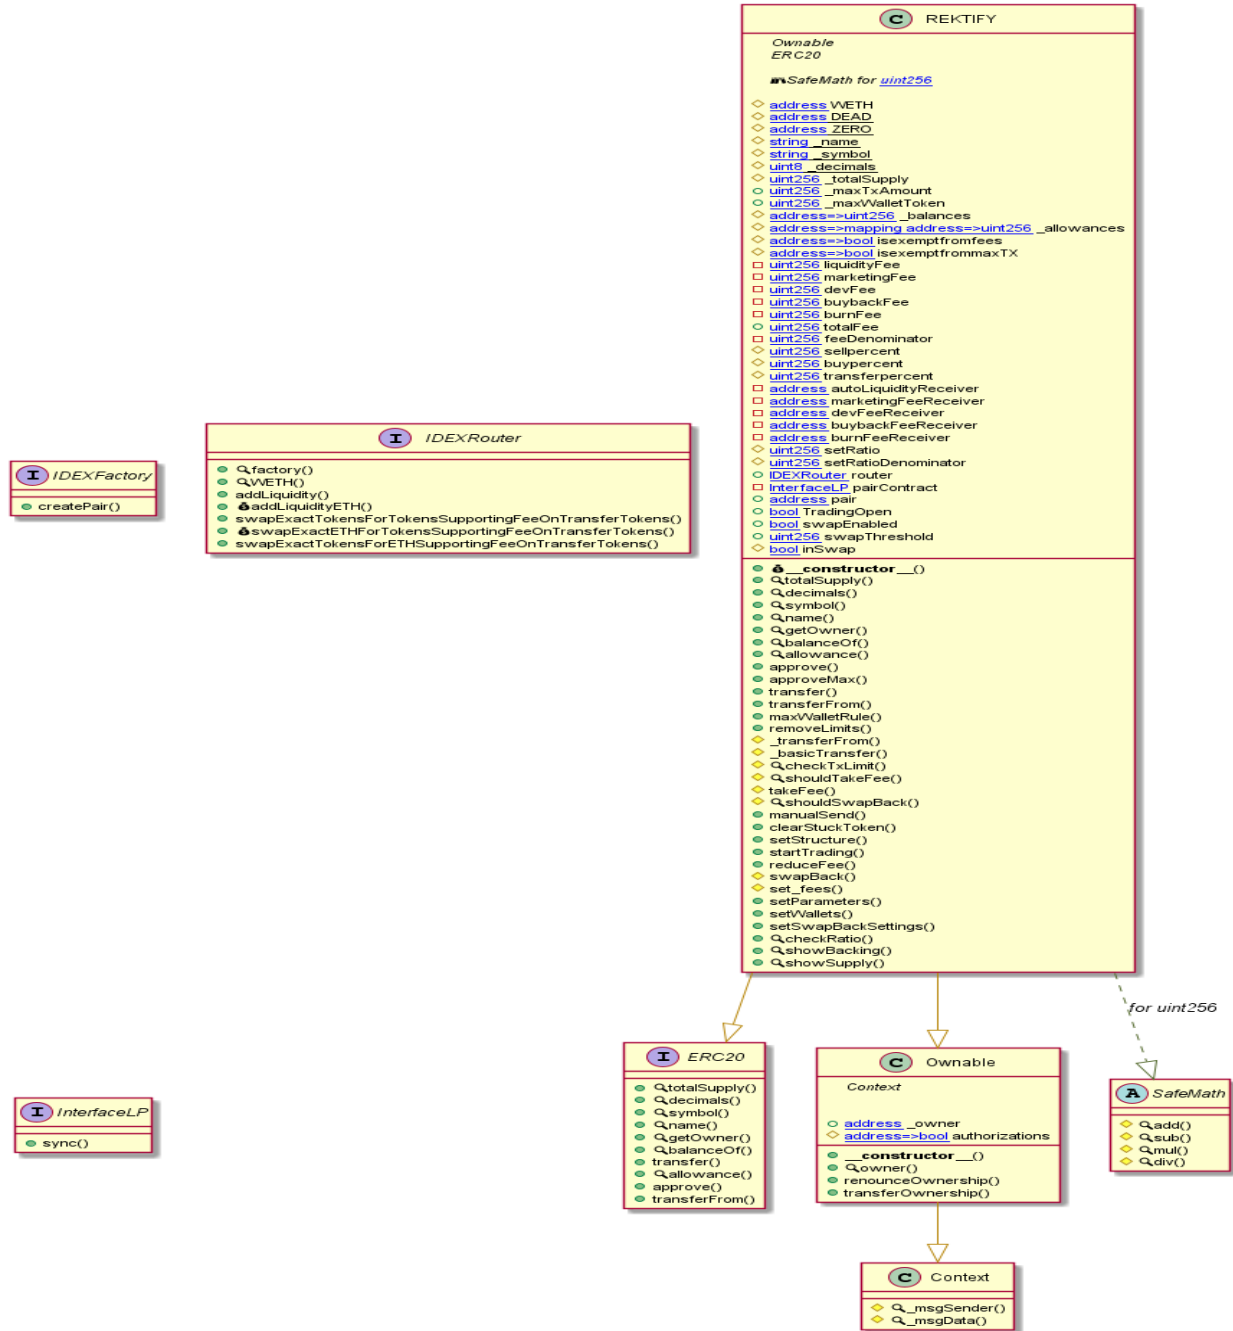 C REKTIFY
Ownable
ERC20
SafeMath for uint256
address WETH
address DEAD
address ZERO
string _name
string _symbol
uint8 _decimals
uint256 _totalSupply
uint256 _maxTxAmount
uint256 _maxWalletToken
address=>uint256 _balances
address=>mapping address=>uint256 _allowances
address=>bool isexemptfromfees
address=>bool isexemptfrommaxTX
uint256 liquidityFee
uint256 marketingFee
uint256 devFee
uint256 buybackFee
uint256 burnFee
uint256 totalFee
uint256 feeDenominator
uint256 sellpercent
uint256 buypercent
uint256 transferpercent
address autoLiquidityReceiver
address marketingFeeReceiver
address devFeeReceiver
address buybackFeeReceiver
address burnFeeReceiver
uint256 setRatio
uint256 setRatioDenominator
IDEXRouter router
InterfaceLP pairContract
address pair
bool TradingOpen
bool swapEnabled
uint256 swapThreshold
bool inSwap
__constructor__()
totalSupply()
decimals()
symbol()
name()
getOwner()
balanceOf()
allowance()
approve()
approveMax()
transfer()
transferFrom()
maxWalletRule()
removeLimits()
_transferFrom()
_basicTransfer()
checkTxLimit()
shouldTakeFee()
takeFee()
shouldSwapBack()
manualSend()
clearStuckToken()
setStructure()
startTrading()
reduceFee()
swapBack()
set_fees()
setParameters()
setWallets()
setSwapBackSettings()
checkRatio()
showBacking()
showSupply()
I IDEXFactory
createPair()
I IDEXRouter
factory()
WETH()
addLiquidity()
addLiquidityETH()
swapExactTokensForTokensSupportingFeeOnTransferTokens()
swapExactETHForTokensSupportingFeeOnTransferTokens()
swapExactTokensForETHSupportingFeeOnTransferTokens()
for uint256
I InterfaceLP
sync()
I ERC20
totalSupply()
decimals()
symbol()
name()
getOwner()
balanceOf()
transfer()
allowance()
approve()
transferFrom()
C Ownable
Context
address _owner
address=>bool authorizations
__constructor__()
owner()
renounceOwnership()
transferOwnership()
A SafeMath
add()
sub()
mul()
div()
C Context
_msgSender()
_msgData()